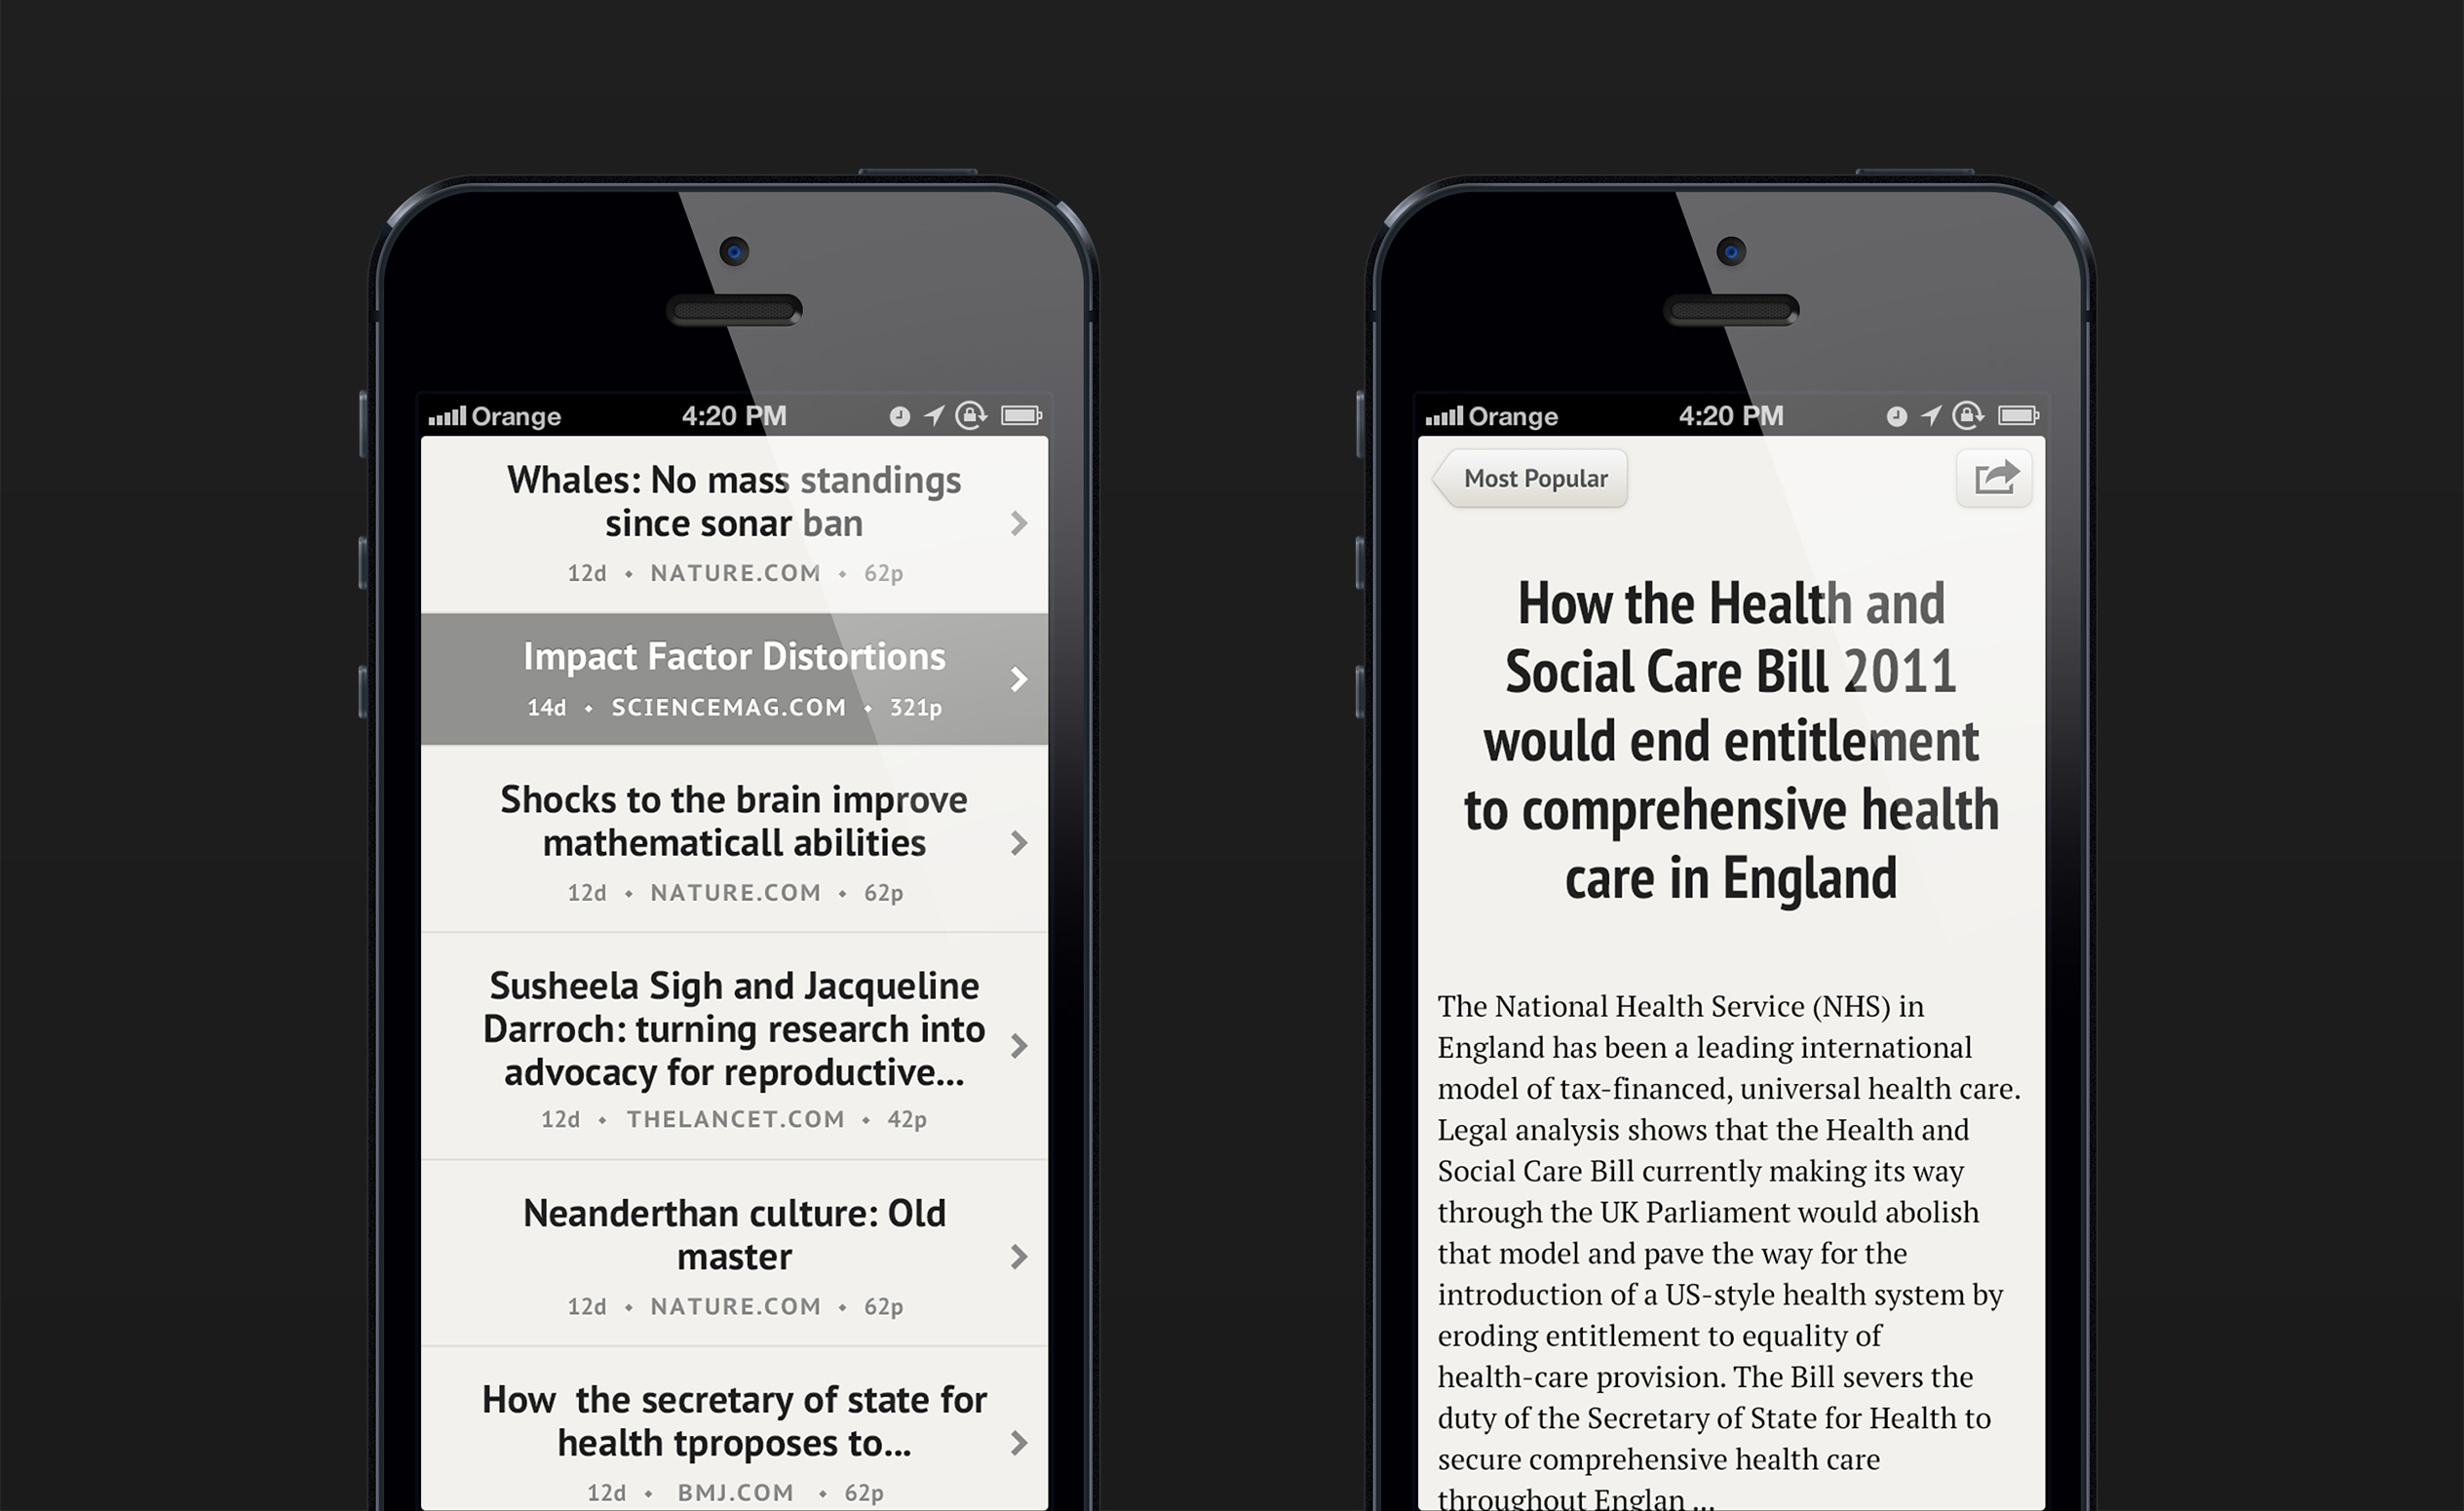 Orange 4:20 PM
Whales: No mass standings
since sonar ban
12d • NATURE.COM • 62p
Impact Factor Distortions
14d • SCIENCEMAG.COM • 321p
Shocks to the brain improve
mathematicall abilities
12d • NATURE.COM • 62p
Susheela Sigh and Jacqueline
Darroch: turning research into
advocacy for reproductive...
12d • THELANCET.COM • 42p
Neanderthan culture: Old
master
12d • NATURE.COM • 62p
How the secretary of state for
health tproposes to...
12d • BMJ.COM • 62p
Orange 4:20 PM
Most Popular
How the Health and
Social Care Bill 2011
would end entitlement
to comprehensive health
care in England
The National Health Service (NHS) in
England has been a leading international
model of tax-financed, universal health care.
Legal analysis shows that the Health and
Social Care Bill currently making its way
through the UK Parliament would abolish
that model and pave the way for the
introduction of a US-style health system by
eroding entitlement to equality of
health-care provision. The Bill severs the
duty of the Secretary of State for Health to
secure comprehensive health care
throughout Englan ...